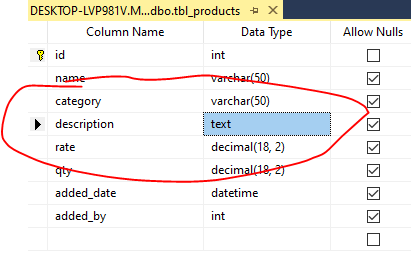 DESKTOP-LVP981V.M...dbo.tbl_products
Column Name Data Type Allow Nulls
id int
name varchar(50)
category varchar(50)
description text
rate decimal(18, 2)
qty decimal(18, 2)
added_date datetime
added_by int